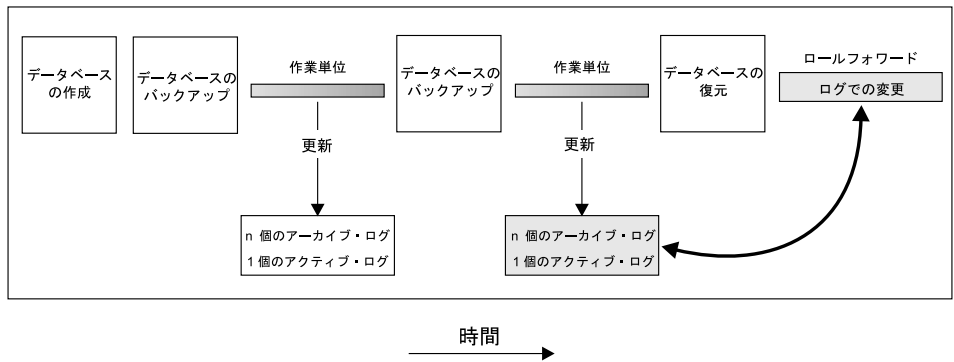 データベース
の作成
データベースの
バックアップ
作業単位
更新
n 個のアーカイブ・ログ
1個のアクティブ・ログ
データベースの
バックアップ
作業単位
更新
n 個のアーカイブ・ログ
1個のアクティブ・ログ
データベースの
復元
ロールフォワード
ログでの変更
時間